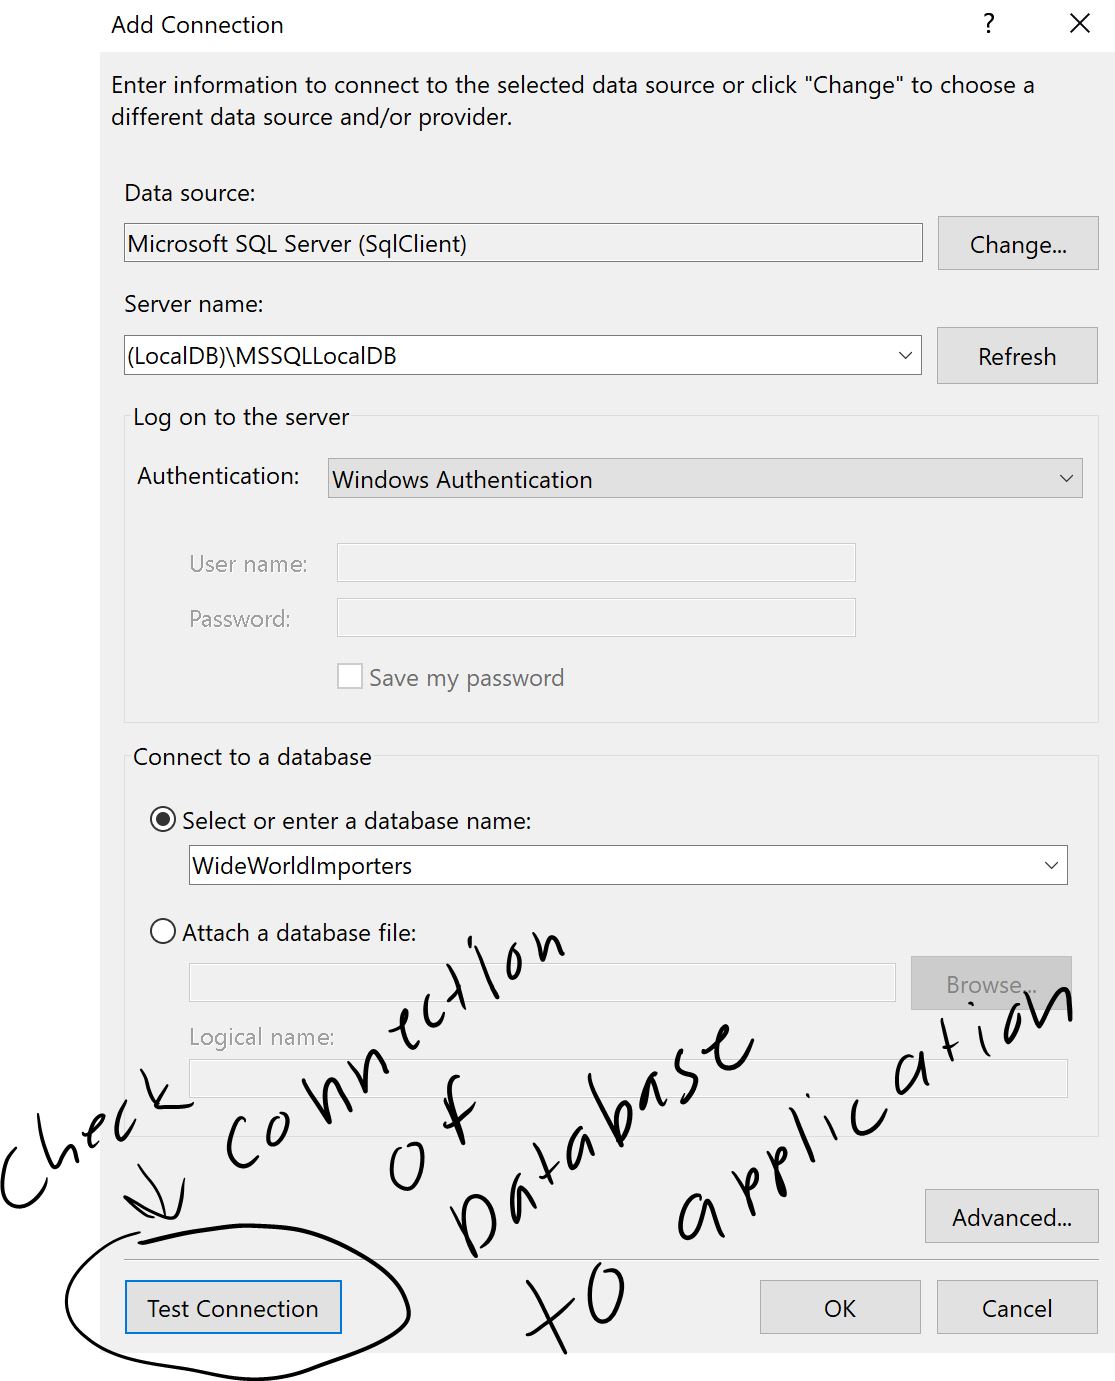 Add Connection ?
Enter information to connect to the selected data source or click "Change" to choose a
different data source and/or provider.
Data source:
Microsoft SQL Server (SqlClient)
Change...
Server name:
(LocalDB)\MSSQLLocalDB
Refresh
Log on to the server
Authentication: Windows Authentication
User name:
Password:
Save my password
Connect to a database
Select or enter a database name:
WideWorldImporters
Attach a database file:
Browse...
Logical name:
Check
Connection
of
Database
to
application
Advanced...
Test Connection
OK
Cancel